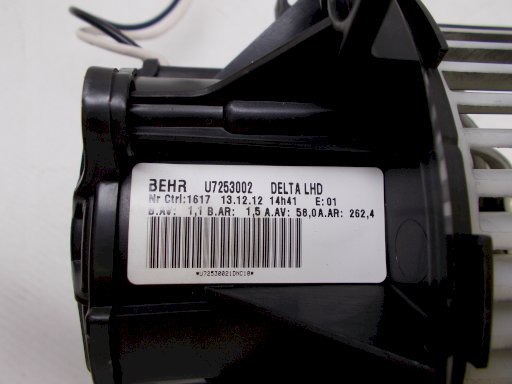 BEHR U7253002 DELTA LHD
Nr Ctrl:1617 13.12.12 14h41 E:01
B.AV: 1,1 B.AR: 1,5 A.AV: 58,0 A.AR: 262,4